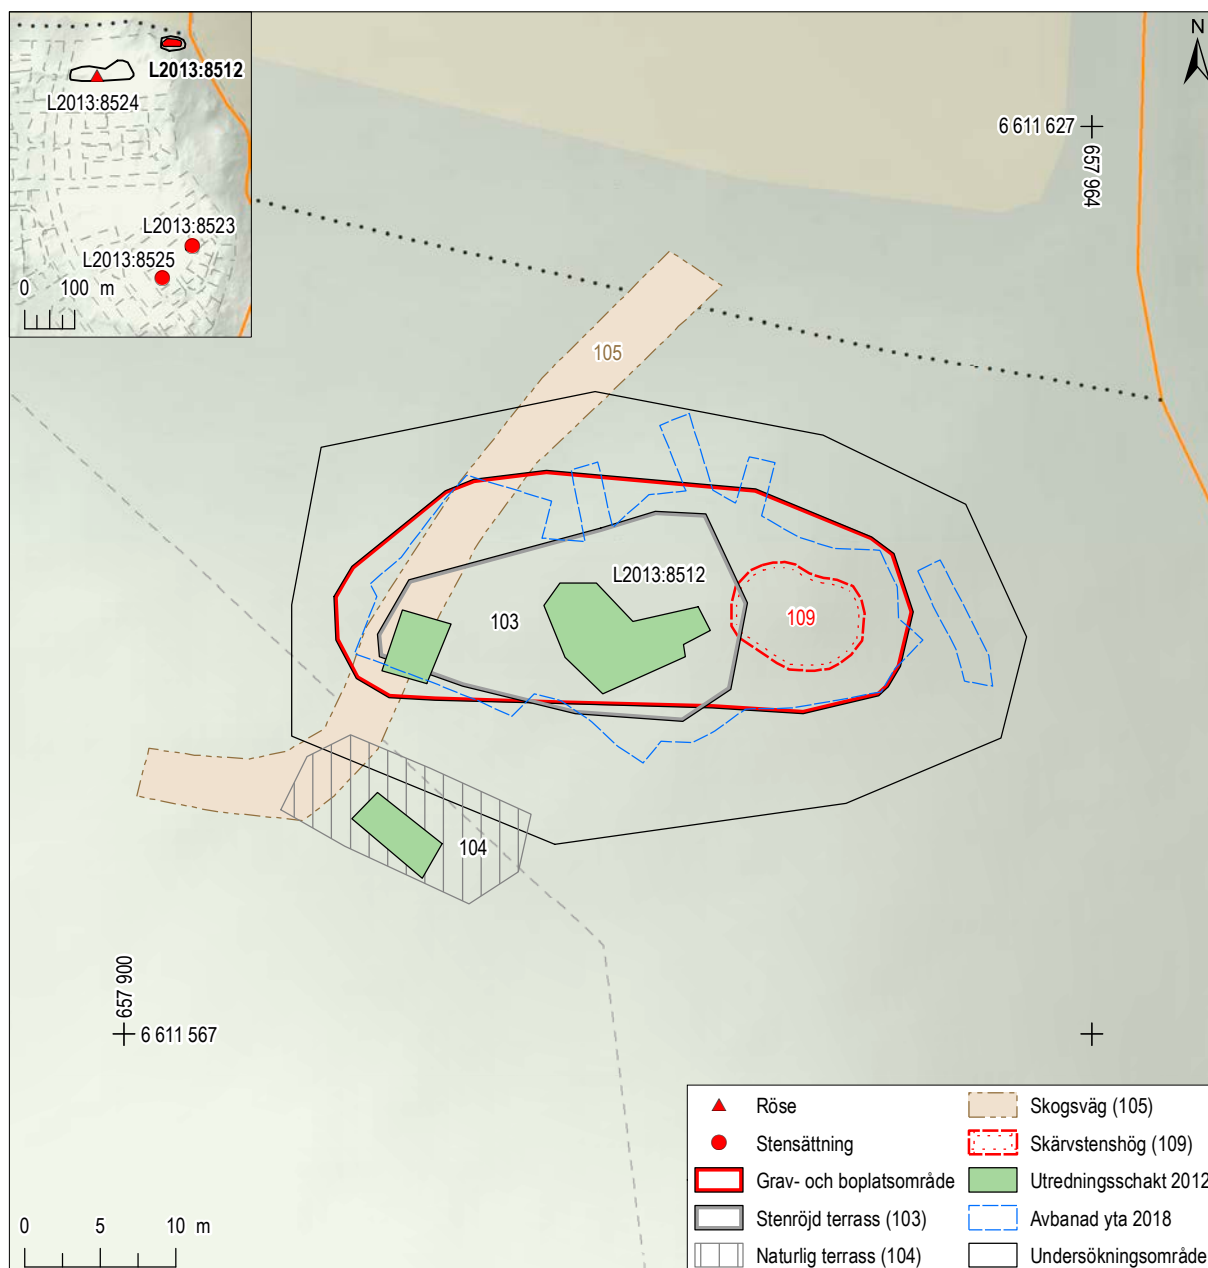 L2013:8512
L2013:8524
L2013:8523
L2013:8525
0 100 m
N
6 611 627
657 964
105
L2013:8512
103
109
104
657 900
6 611 567
0 5 10 m
Röse
Stensättning
Grav- och boplatsområde
Stenröjd terrass (103)
Naturlig terrass (104)
Skogsväg (105)
Skärvstenshög (109)
Utredningsschakt 2012
Avbanad yta 2018
Undersökningsområde